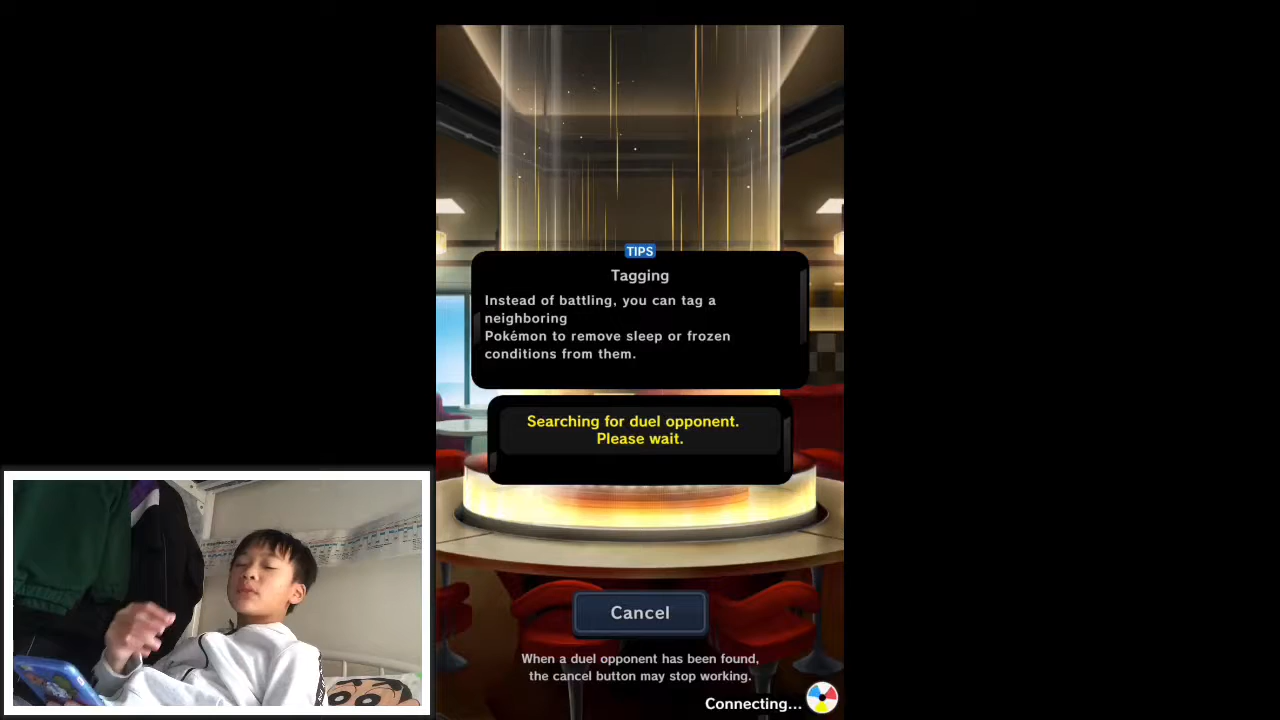 TIPS
Tagging
Instead of battling, you can tag a
neighboring
Pokémon to remove sleep or frozen
conditions from them.
Searching for duel opponent.
Please wait.
Cancel
When a duel opponent has been found,
the cancel button may stop working.
Connecting...